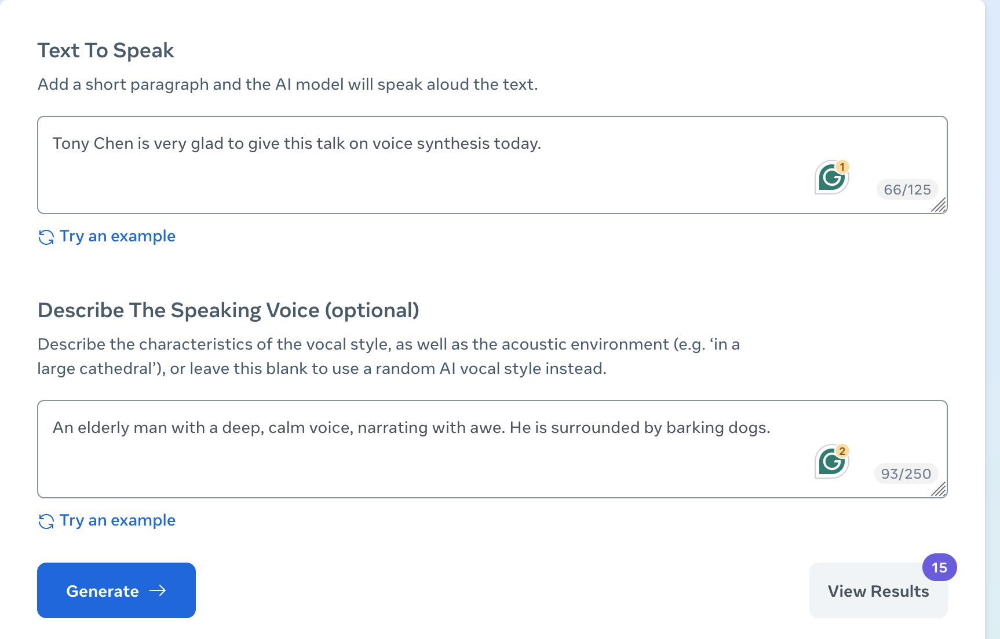 Text To Speak
Add a short paragraph and the AI model will speak aloud the text.
Tony Chen is very glad to give this talk on voice synthesis today.
1
66/125
Try an example
Describe The Speaking Voice (optional)
Describe the characteristics of the vocal style, as well as the acoustic environment (e.g. ‘in a
large cathedral’), or leave this blank to use a random AI vocal style instead.
An elderly man with a deep, calm voice, narrating with awe. He is surrounded by barking dogs.
2
93/250
Try an example
Generate →
15
View Results